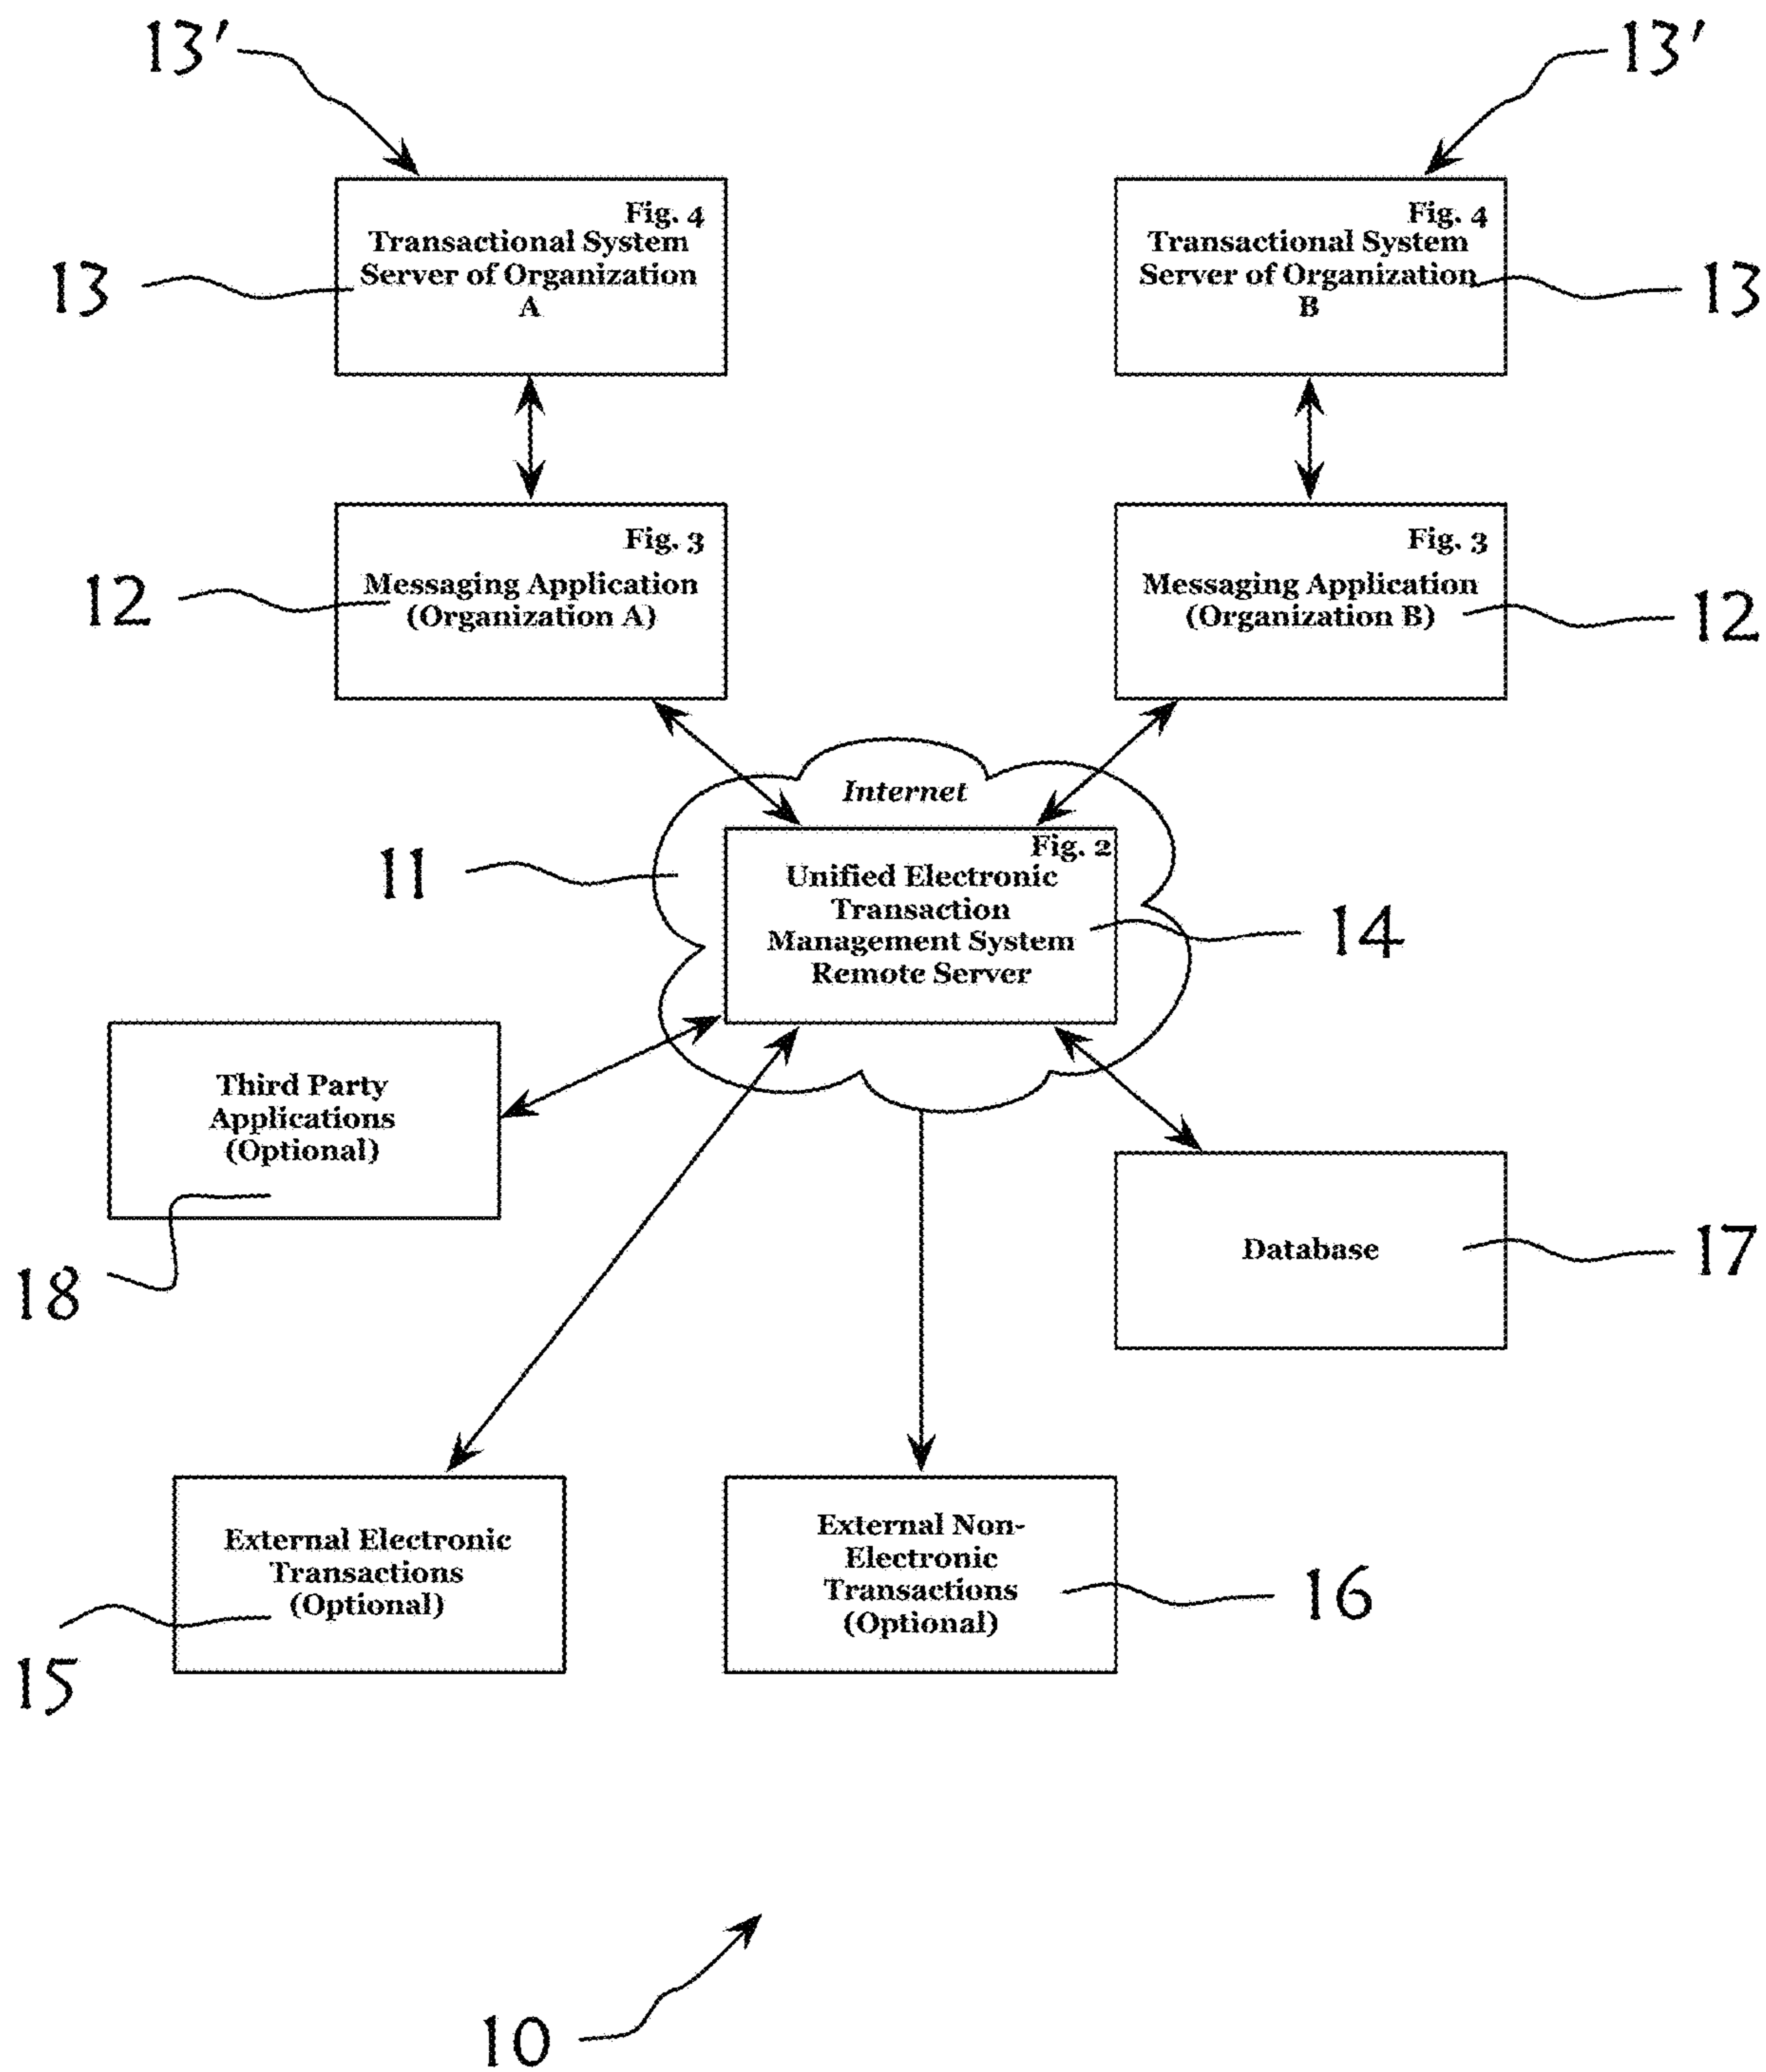 13' 13'
Fig. 4
Transactional System
Server of Organization
A
Fig. 4
Transactional System
Server of Organization
B
13 13
Fig. 3
Messaging Application
(Organization A)
Fig. 3
Messaging Application
(Organization B)
12 12
Internet
11
Fig. 2
Unified Electronic
Transaction
Management System
Remote Server
14
Third Party
Applications
(Optional)
18
Database
17
External Electronic
Transactions
(Optional)
15
External Non-
Electronic
Transactions
(Optional)
16
10